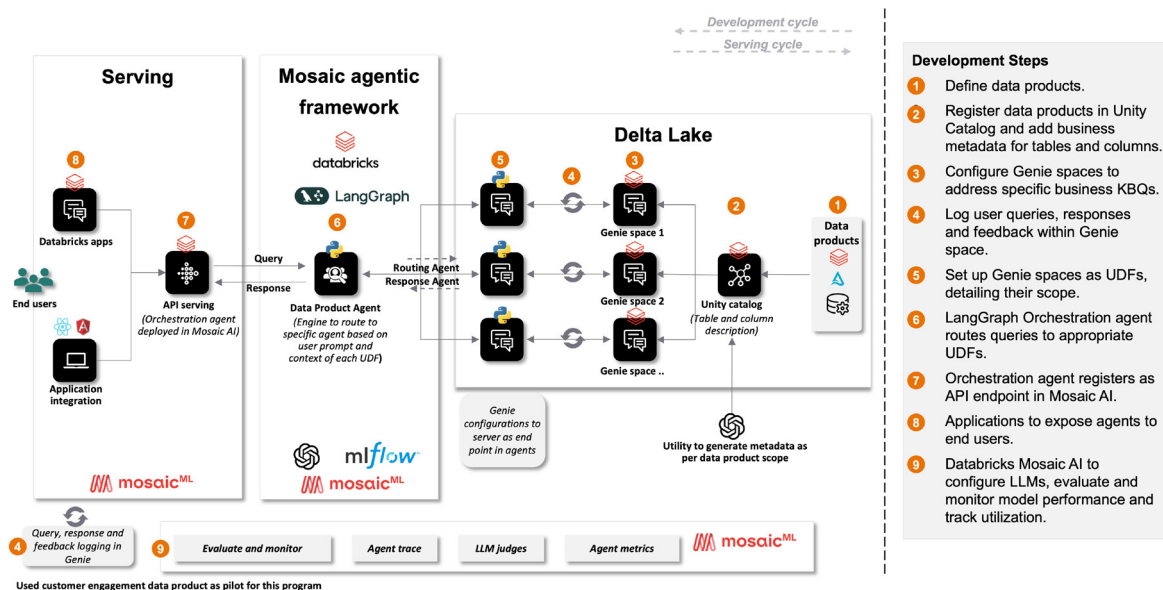 Development cycle
Serving cycle
Serving
8
Databricks apps
End users
7
API serving
(Orchestration agent
deployed in Mosaic AI)
Application
integration
mosaic ML
Query
Response
Mosaic agentic
framework
databricks
LangGraph
6
Data Product Agent
(Engine to route to
specific agent based on
user prompt and
context of each UDF)
mlflow
mosaic ML
Routing Agent
Response Agent
Delta Lake
5
4
3
Genie space 1
Genie space 2
Genie space ..
2
Unity catalog
(Table and column
description)
1
Data
products
Genie
configurations to
server as end
point in agents
Utility to generate metadata as
per data product scope
4
Query, response and
feedback logging in
Genie
9
Evaluate and monitor
Agent trace
LLM judges
Agent metrics
mosaic ML
Used customer engagement data product as pilot for this program
Development Steps
1 Define data products.
2 Register data products in Unity
Catalog and add business
metadata for tables and columns.
3 Configure Genie spaces to
address specific business KBQs.
4 Log user queries, responses
and feedback within Genie
space.
5 Set up Genie spaces as UDFs,
detailing their scope.
6 LangGraph Orchestration agent
routes queries to appropriate
UDFs.
7 Orchestration agent registers as
API endpoint in Mosaic AI.
8 Applications to expose agents to
end users.
9 Databricks Mosaic AI to
configure LLMs, evaluate and
monitor model performance and
track utilization.